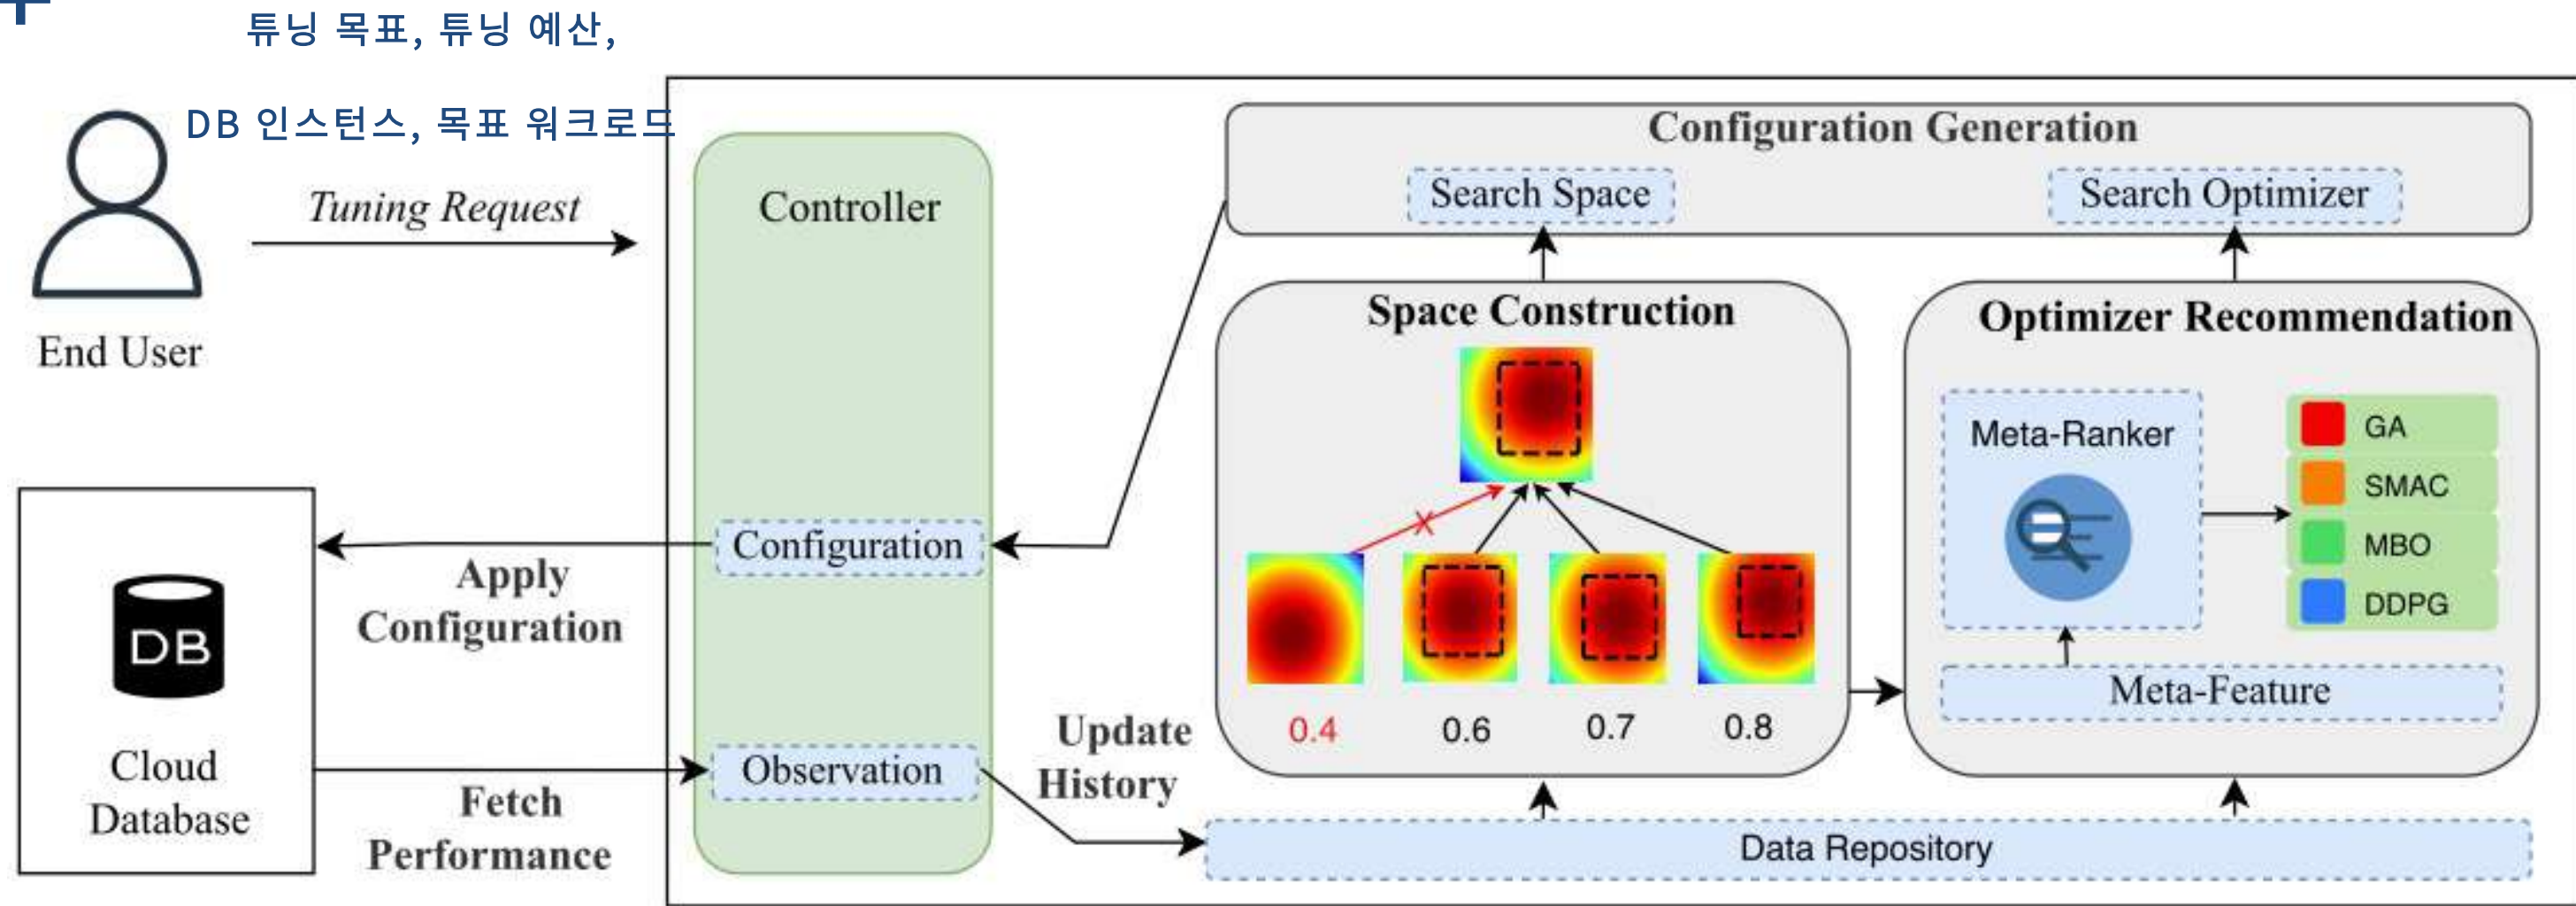 튜닝 목표, 튜닝 예산,
DB 인스턴스, 목표 워크로드
Tuning Request
End User
Controller
Configuration Generation
Search Space
Search Optimizer
Space Construction
Optimizer Recommendation
Meta-Ranker
GA
SMAC
MBO
DDPG
Meta-Feature
Configuration
Apply
Configuration
DB
Cloud
Database
Observation
Fetch
Performance
Update
History
X
0.4
0.6
0.7
0.8
Data Repository